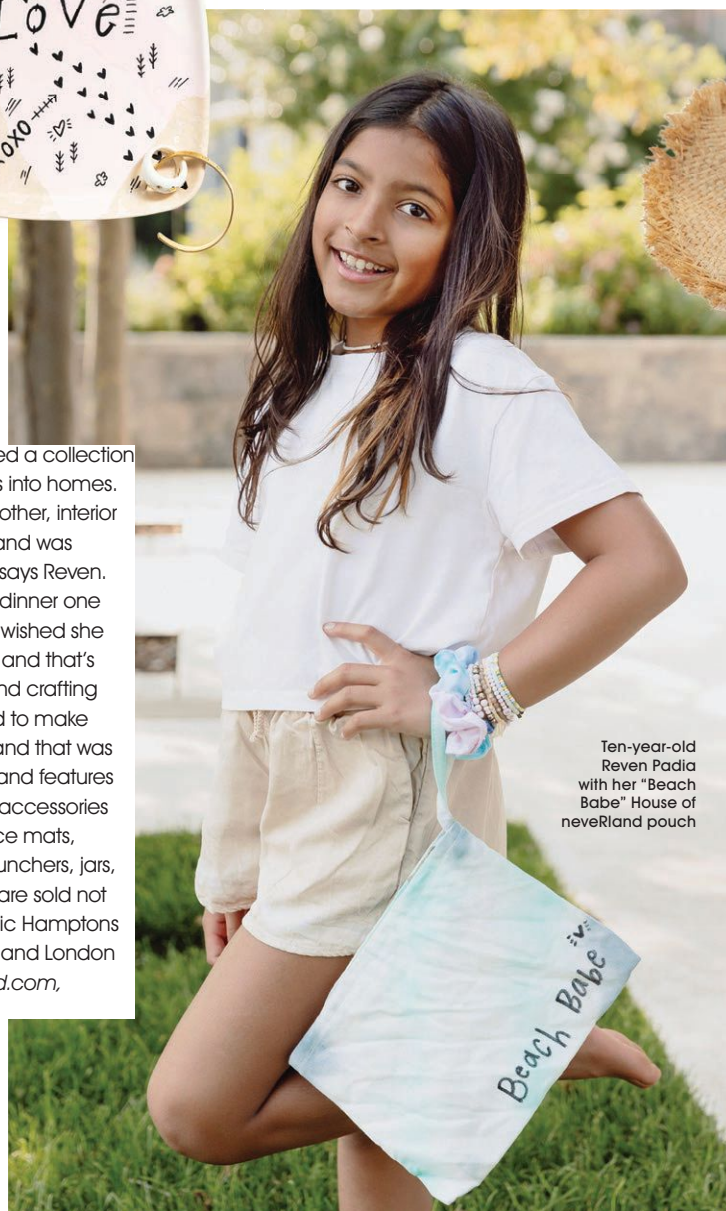 Love
xoxo
ed a collection
s into homes.
other, interior
and was
says Reven.
dinner one
wished she
and that's
nd crafting
d to make
and that was
and features
accessories
ce mats,
unchers, jars,
are sold not
ic Hamptons
and London
d.com,
Ten-year-old
Reven Padia
with her “Beach
Babe” House of
neveRland pouch
Beach Babe